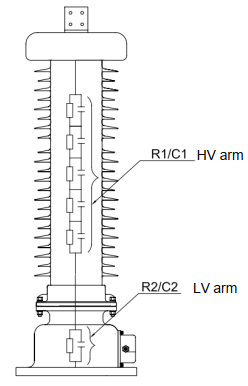 R1/C1 HV arm
R2/C2 LV arm